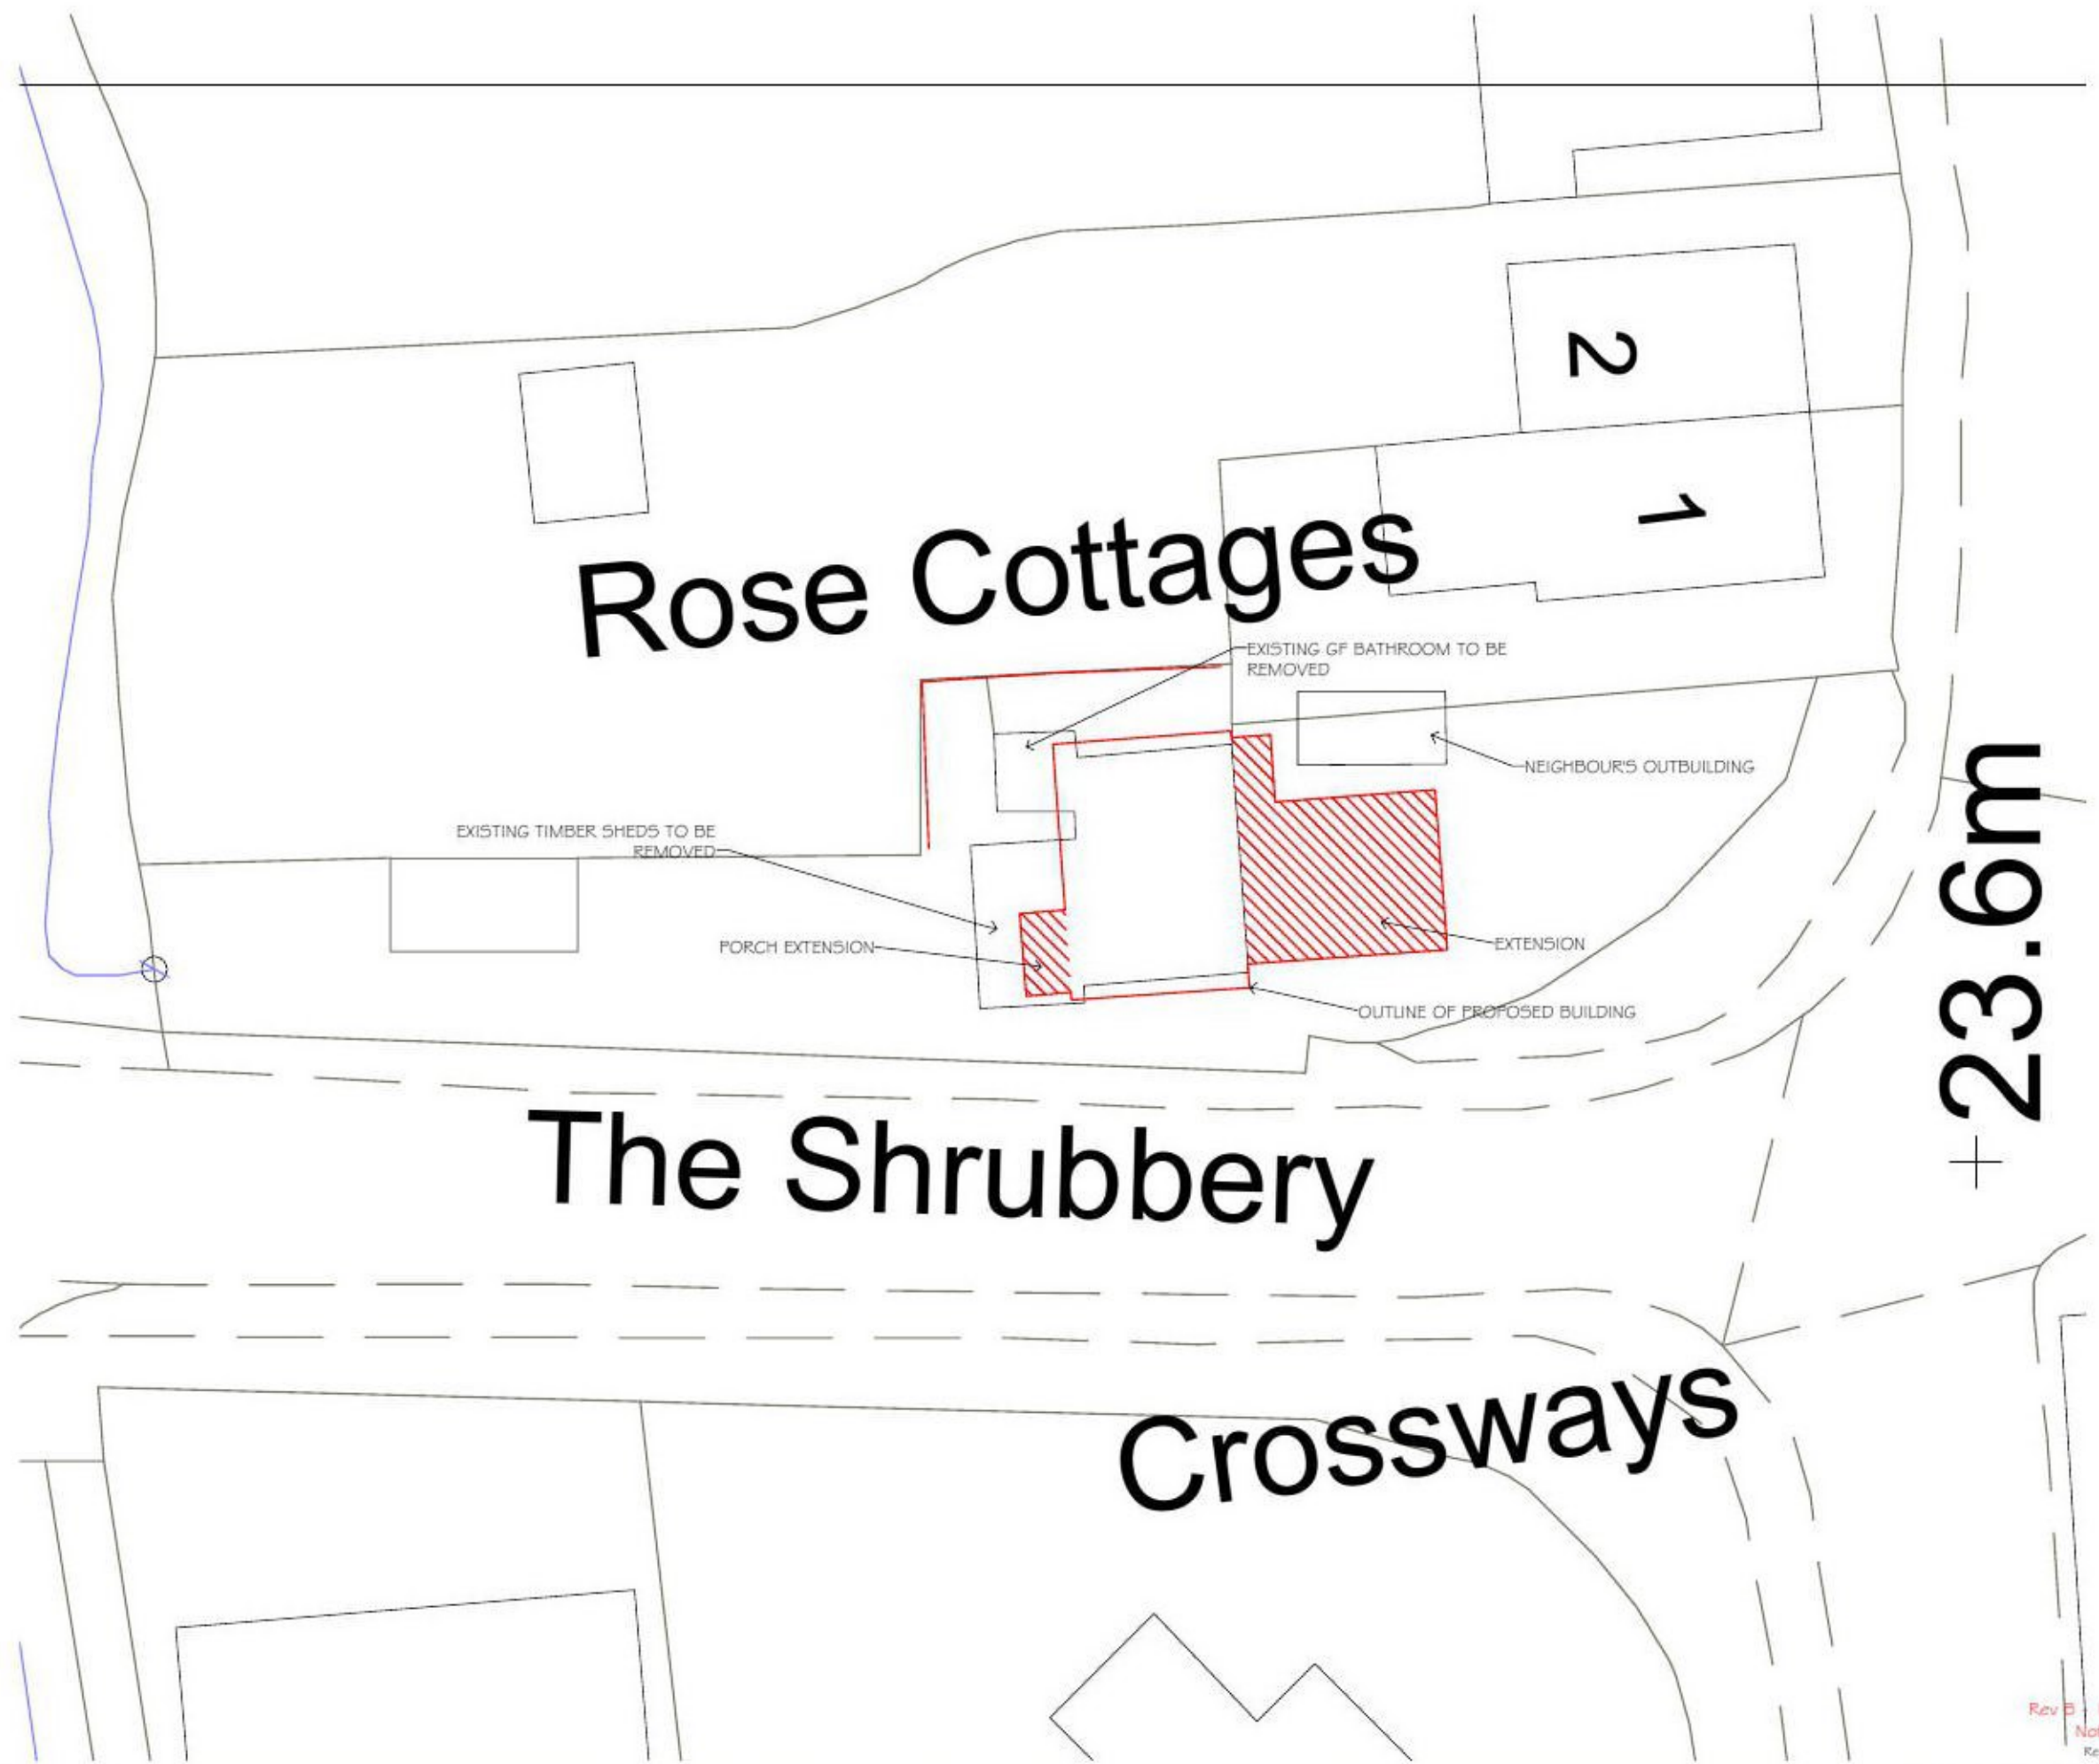 2
1
Rose Cottages
EXISTING GF BATHROOM TO BE
REMOVED
NEIGHBOUR'S OUTBUILDING
EXISTING TIMBER SHEDS TO BE
REMOVED
PORCH EXTENSION
EXTENSION
OUTLINE OF PROPOSED BUILDING
23.6m
The Shrubbery
Crossways
Rev B